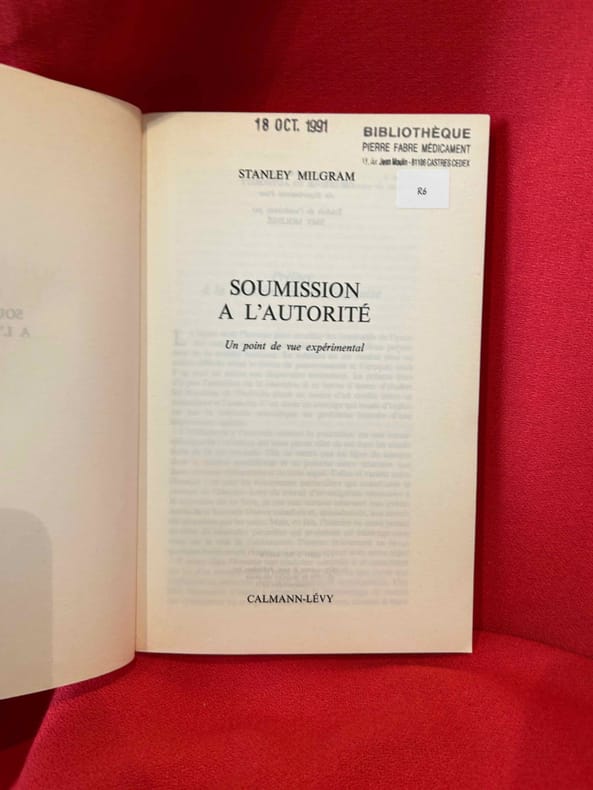 18 OCT. 1991
BIBLIOTHÈQUE
PIERRE FABRE MÉDICAMENT
Jean Moulin - 81106 CASTRES CEDEX
R6
STANLEY MILGRAM
SOUMISSION
A L'AUTORITÉ
Un point de vue expérimental
CALMANN-LÉVY